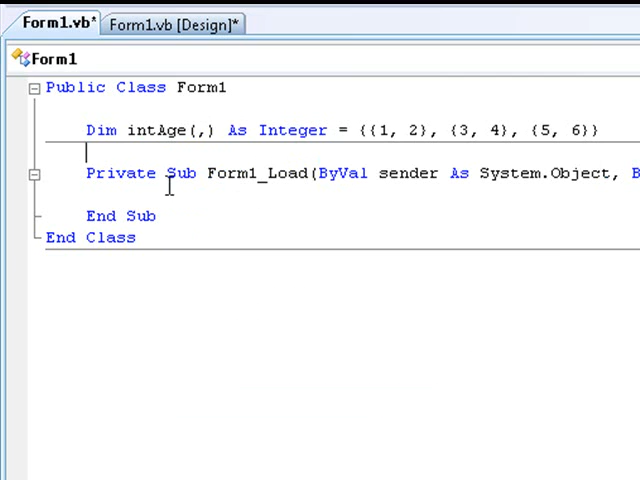 Form1.vb* Form1.vb [Design]*
Form1
Public Class Form1
Dim intAge(,) As Integer = {{1, 2}, {3, 4}, {5, 6}}
Private Sub Form1_Load(ByVal sender As System.Object, B
End Sub
End Class